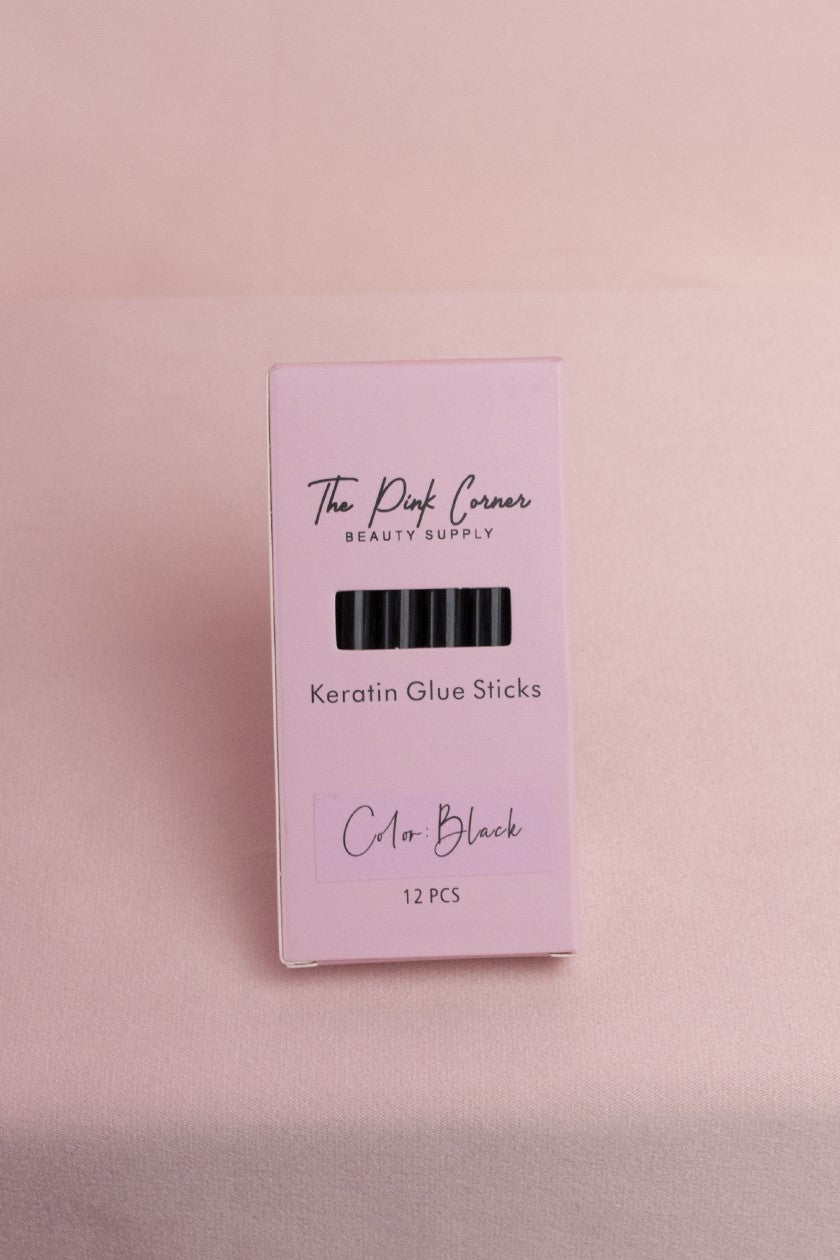 The Pink Corner
BEAUTY SUPPLY
Keratin Glue Sticks
Color: Black
12 PCS